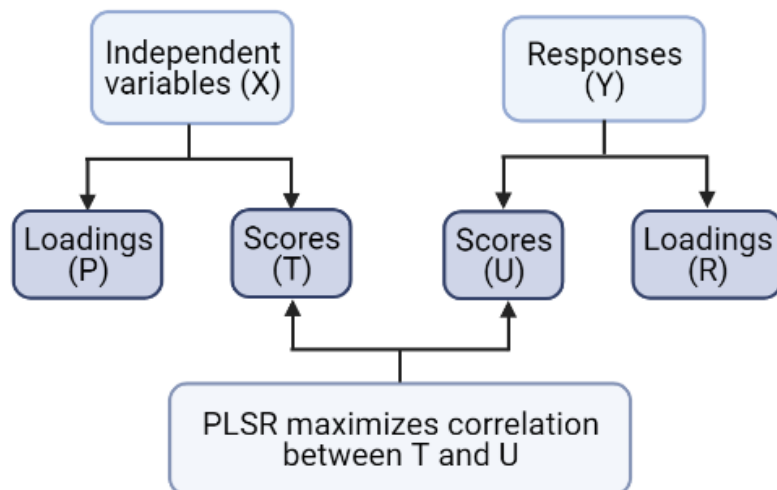 Independent
variables (X)
Responses
(Y)
Loadings
(P)
Scores
(T)
Scores
(U)
Loadings
(R)
PLSR maximizes correlation
between T and U